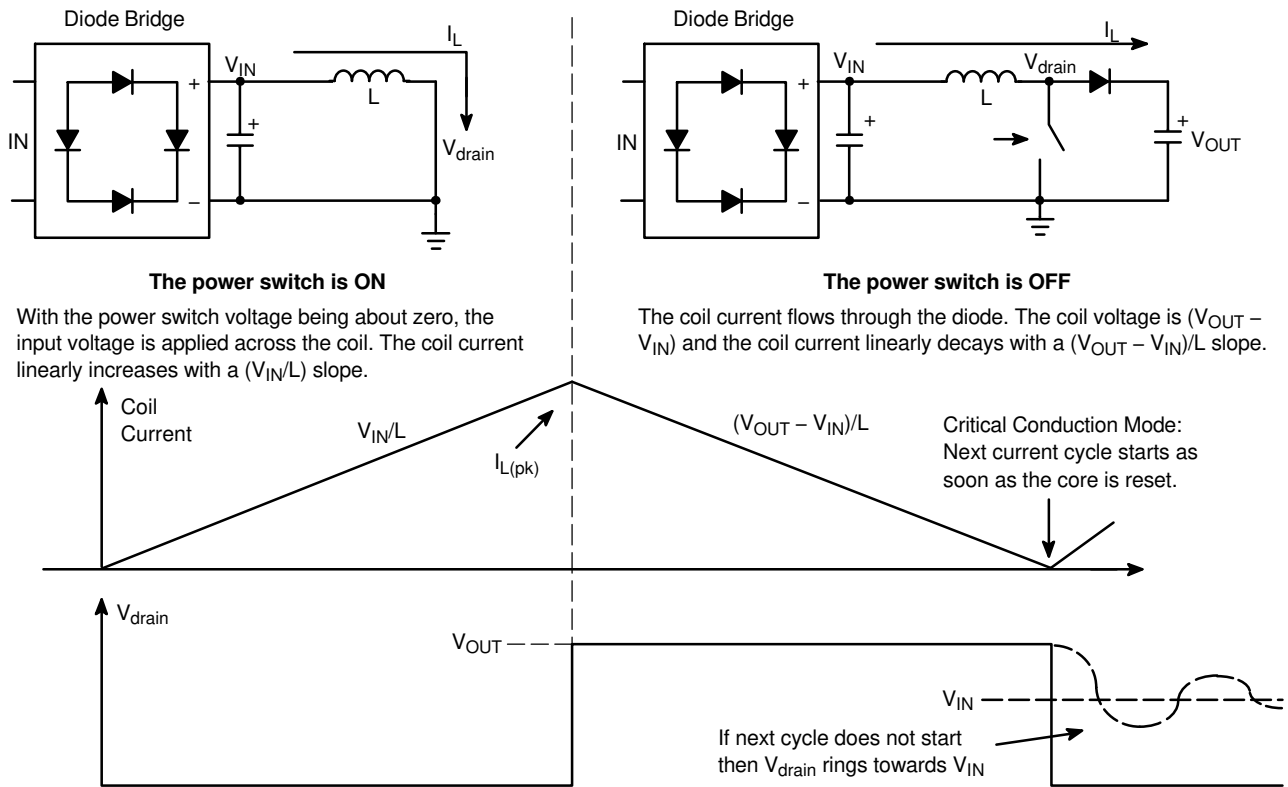 Diode Bridge
IN
+
−
V_IN
+
I_L
L
V_drain
The power switch is ON
With the power switch voltage being about zero, the
input voltage is applied across the coil. The coil current
linearly increases with a (V_IN/L) slope.
Diode Bridge
IN
+
−
V_IN
+
I_L
L
V_drain
+
V_OUT
The power switch is OFF
The coil current flows through the diode. The coil voltage is (V_OUT –
V_IN) and the coil current linearly decays with a (V_OUT – V_IN)/L slope.
Coil
Current
V_IN/L
I_L(pk)
(V_OUT – V_IN)/L
Critical Conduction Mode:
Next current cycle starts as
soon as the core is reset.
V_drain
V_OUT
V_IN
If next cycle does not start
then V_drain rings towards V_IN